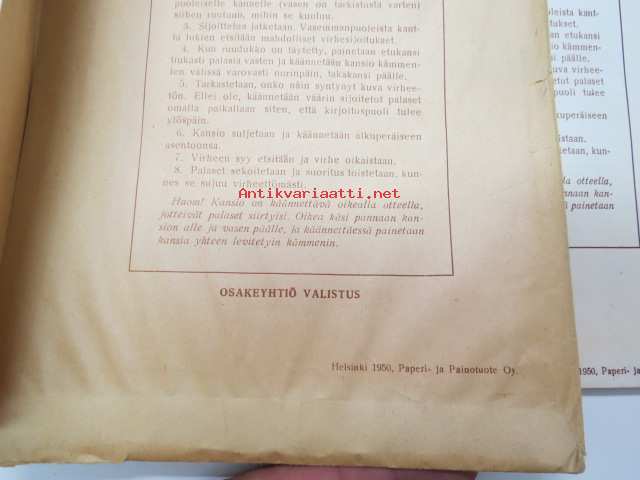 puoleiselle kannelle (vasen on tarkistusta varten)
siihen ruutuun, mihin se kuuluu.
3. Sijoittelua jatketaan. Vasemmanpuoleista kant-
ta lukien etsitään mahdolliset virhesijoitukset.
4. Kun ruudukko on täytetty, painetaan etukansi
tiukasti palasia vasten ja käännetään kansio kämmen-
ten välissä varovasti nurinpäin, takakansi päälle.
5. Tarkastetaan, onko näin syntynyt kuva virhee-
tön. Ellei ole, käännetään väärin sijoitetut palaset
omalla paikallaan siten, että kirjoituspuoli tulee
ylöspäin.
6. Kansio suljetaan ja käännetään alkuperäiseen
asentoonsa.
7. Virheen syy etsitään ja virhe oikaistaan.
8. Palaset sekoitetaan ja suoritus toistetaan, kun-
nes se sujuu virheettömästi.
Antikvariaatti.net
Huom! Kansio on käännettävä oikealla otteella,
jotteivät palaset siirtyisi. Oikea käsi pannaan kan-
sion alle ja vasen päälle, ja käännettäessä painetaan
kansia yhteen levitetyin kämmenin.
OSAKEYHTIÖ VALISTUS
Helsinki 1950, Paperi- ja Painotuote Oy.
puoleista kant-
tukset.
etukansi
kämmen-
päälle.
kuva virhee-
palaset
puoli tulee
alkuperäiseen
istaan.
etaan, kun-
lla otteella,
nnaan kan-
painetaan
1950, Paperi- ja